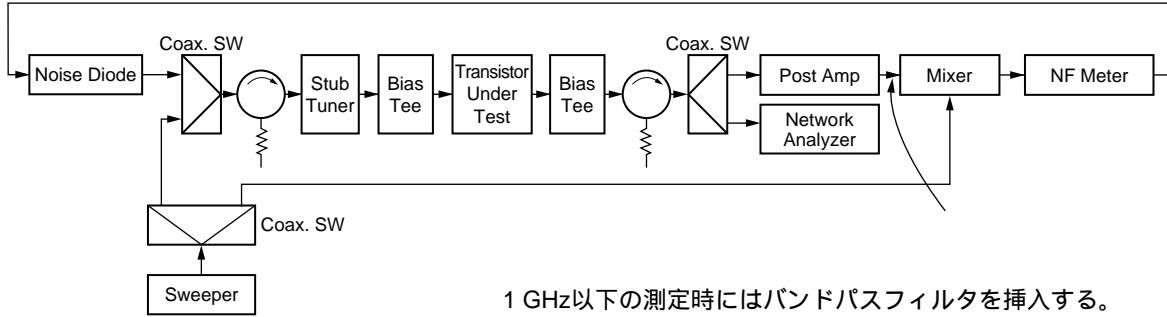 Coax. SW
Coax. SW
Noise Diode
Stub
Tuner
Bias
Tee
Transistor
Under
Test
Bias
Tee
Post Amp
Mixer
NF Meter
Network
Analyzer
Coax. SW
Sweeper
1 GHz以下の測定時にはバンドパスフィルタを挿入する。